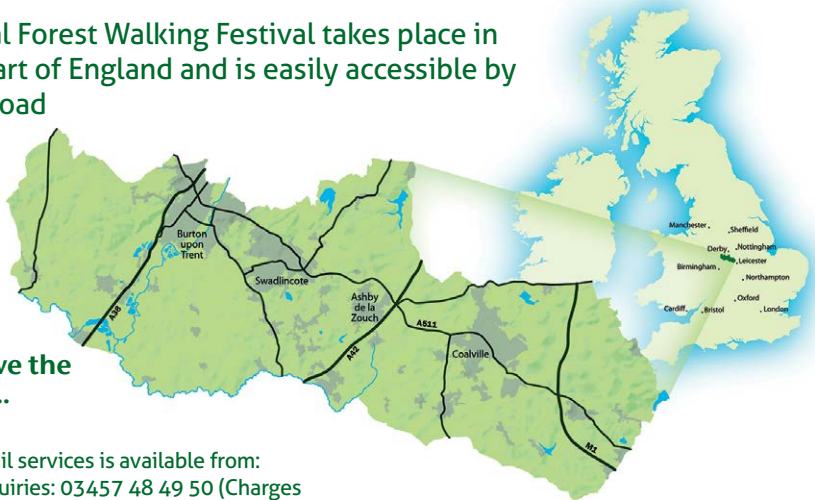 al Forest Walking Festival takes place in
art of England and is easily accessible by
oad
Manchester
Sheffield
Derby
Nottingham
Leicester
Birmingham
Northampton
Oxford
Cardiff
Bristol
London
Burton
upon
Trent
Swadlincote
Ashby
de la
Zouch
A38
A42
A511
Coalville
M1
ve the
..
il services is available from:
quiries: 03457 48 49 50 (Charges